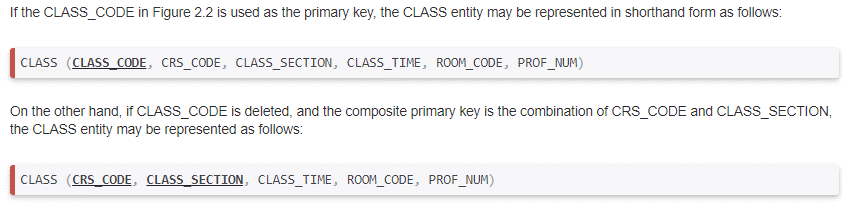 If the CLASS_CODE in Figure 2.2 is used as the primary key, the CLASS entity may be represented in shorthand form as follows:
CLASS (CLASS_CODE, CRS_CODE, CLASS_SECTION, CLASS_TIME, ROOM_CODE, PROF_NUM)
On the other hand, if CLASS_CODE is deleted, and the composite primary key is the combination of CRS_CODE and CLASS_SECTION,
the CLASS entity may be represented as follows:
CLASS (CRS_CODE, CLASS_SECTION, CLASS_TIME, ROOM_CODE, PROF_NUM)